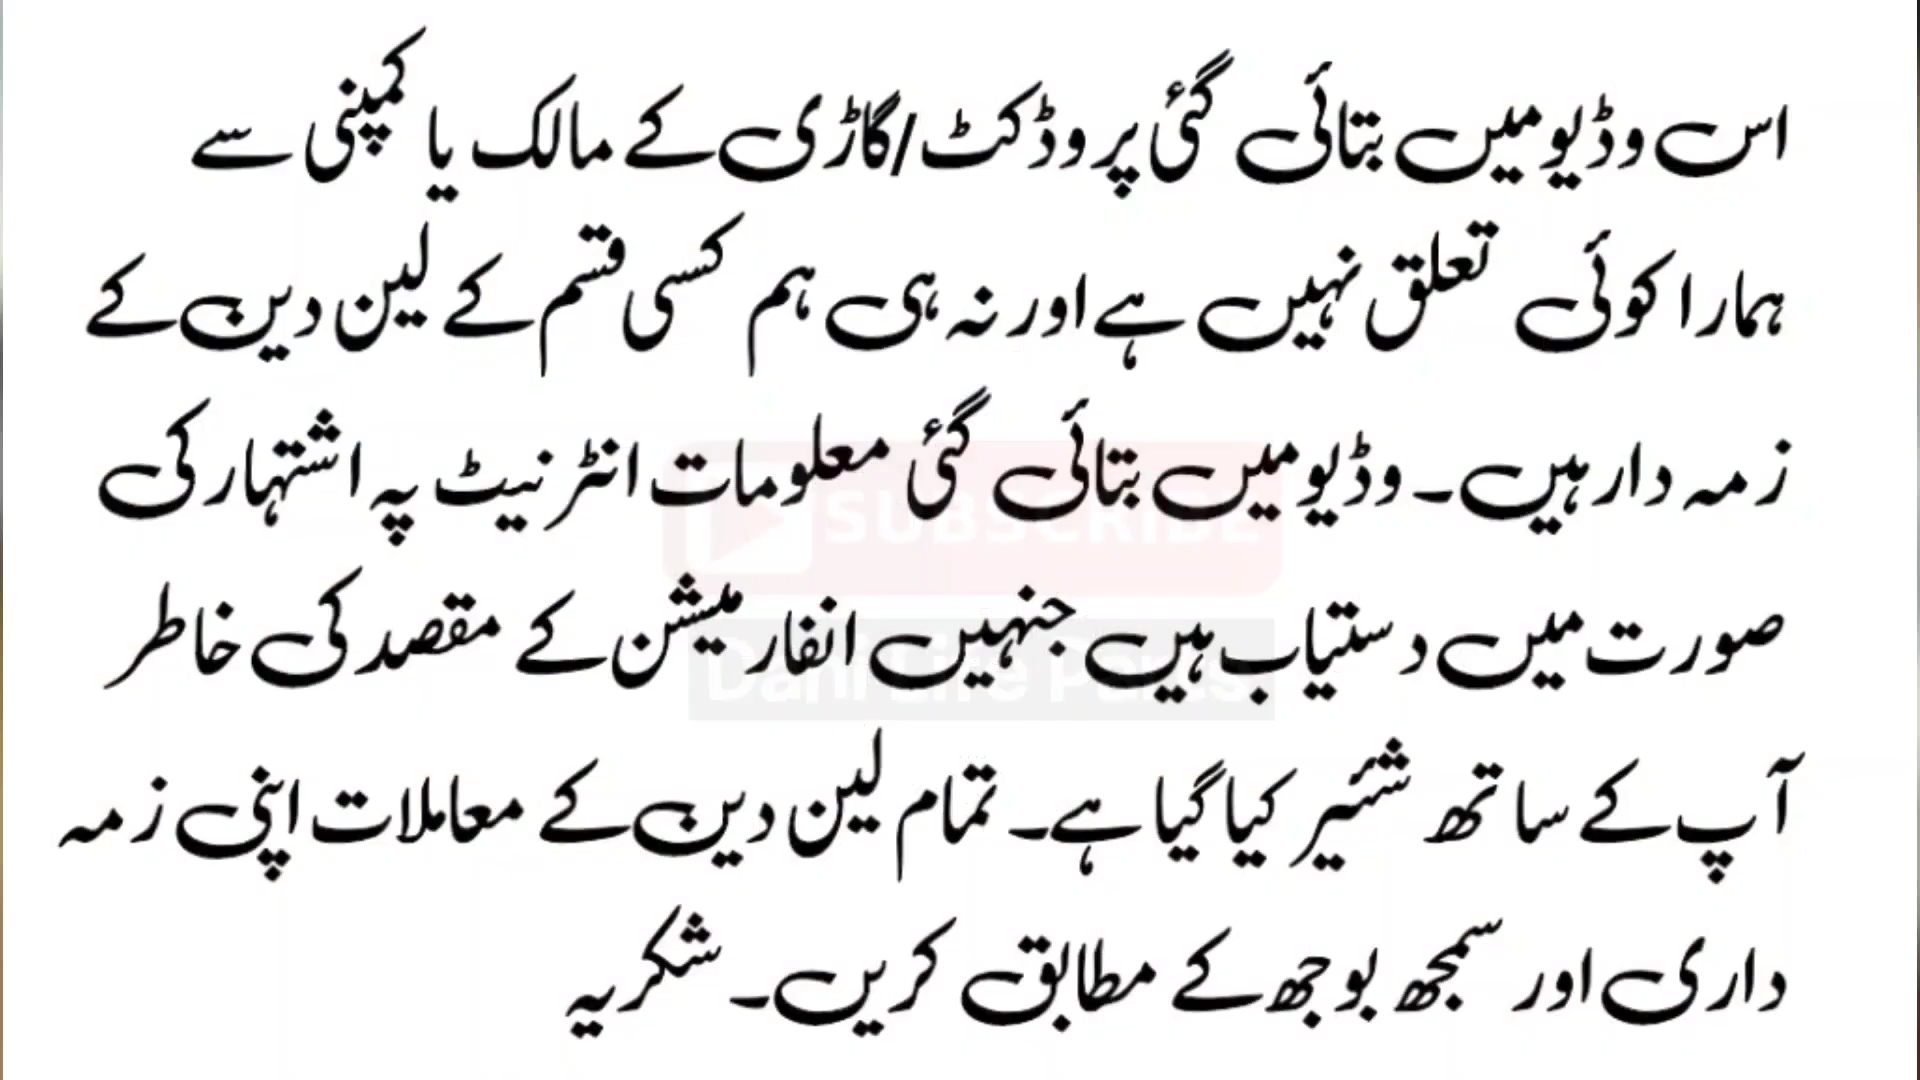 اس وڈیو میں بتائی گئی پروڈکٹ/گاڑی کے مالک یا کمپنی سے
ہمارا کوئی تعلق نہیں ہے اور نہ ہی ہم کسی قسم کے لین دین کے
زمہ دار ہیں۔ وڈیو میں بتائی گئی معلومات انٹرنیٹ پہ اشتہار کی
SUBSCRIBE
صورت میں دستیاب ہیں جنہیں انفارمیشن کے مقصد کی خاطر
آپ کے ساتھ شئیر کیا گیا ہے۔ تمام لین دین کے معاملات اپنی زمہ
داری اور سمجھ بوجھ کے مطابق کریں۔ شکریہ